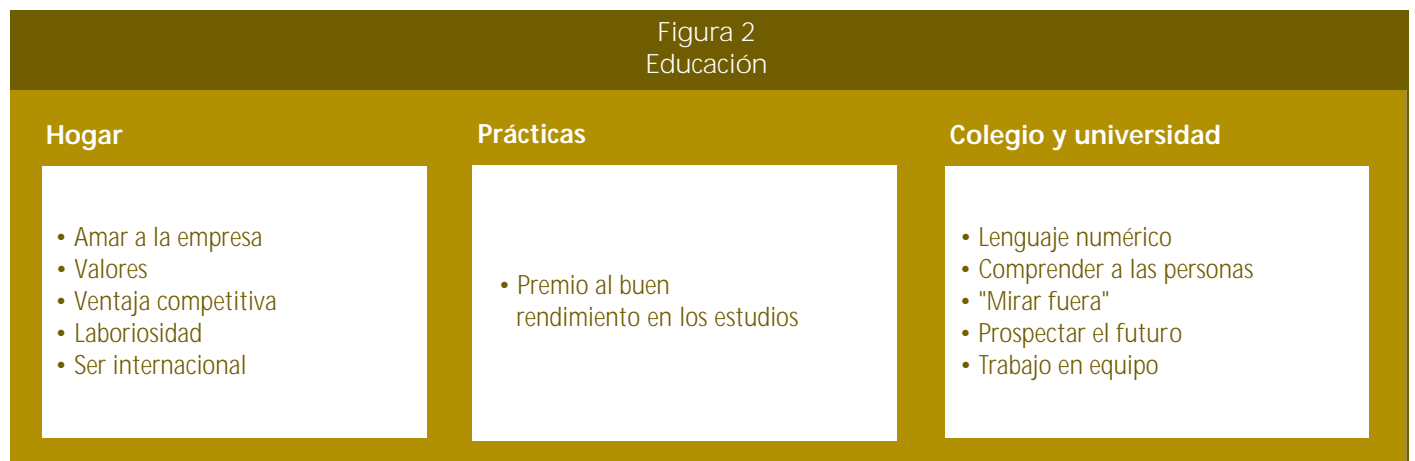 Figura 2
Educación
Hogar
• Amar a la empresa
• Valores
• Ventaja competitiva
• Laboriosidad
• Ser internacional
Prácticas
• Premio al buen
rendimiento en los estudios
Colegio y universidad
• Lenguaje numérico
• Comprender a las personas
• "Mirar fuera"
• Prospectar el futuro
• Trabajo en equipo